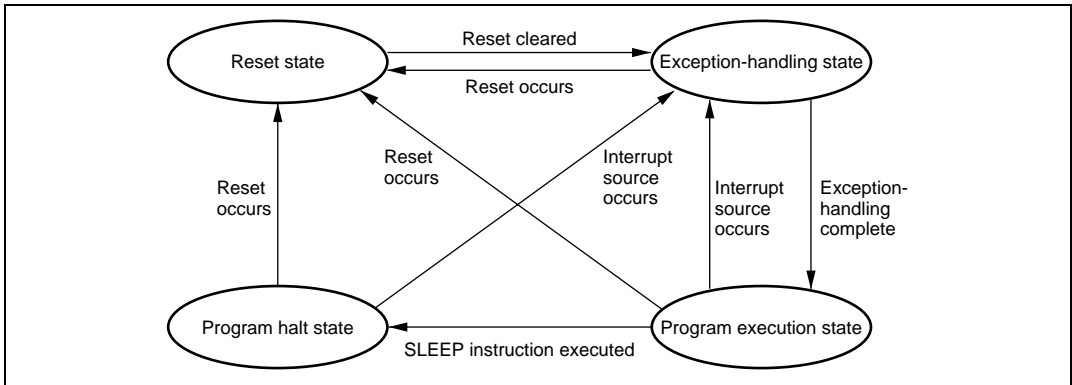 Reset cleared
Reset state
Exception-handling state
Reset occurs
Reset
occurs
Interrupt
source
occurs
Reset
occurs
Interrupt
source
occurs
Exception-
handling
complete
Program halt state
Program execution state
SLEEP instruction executed